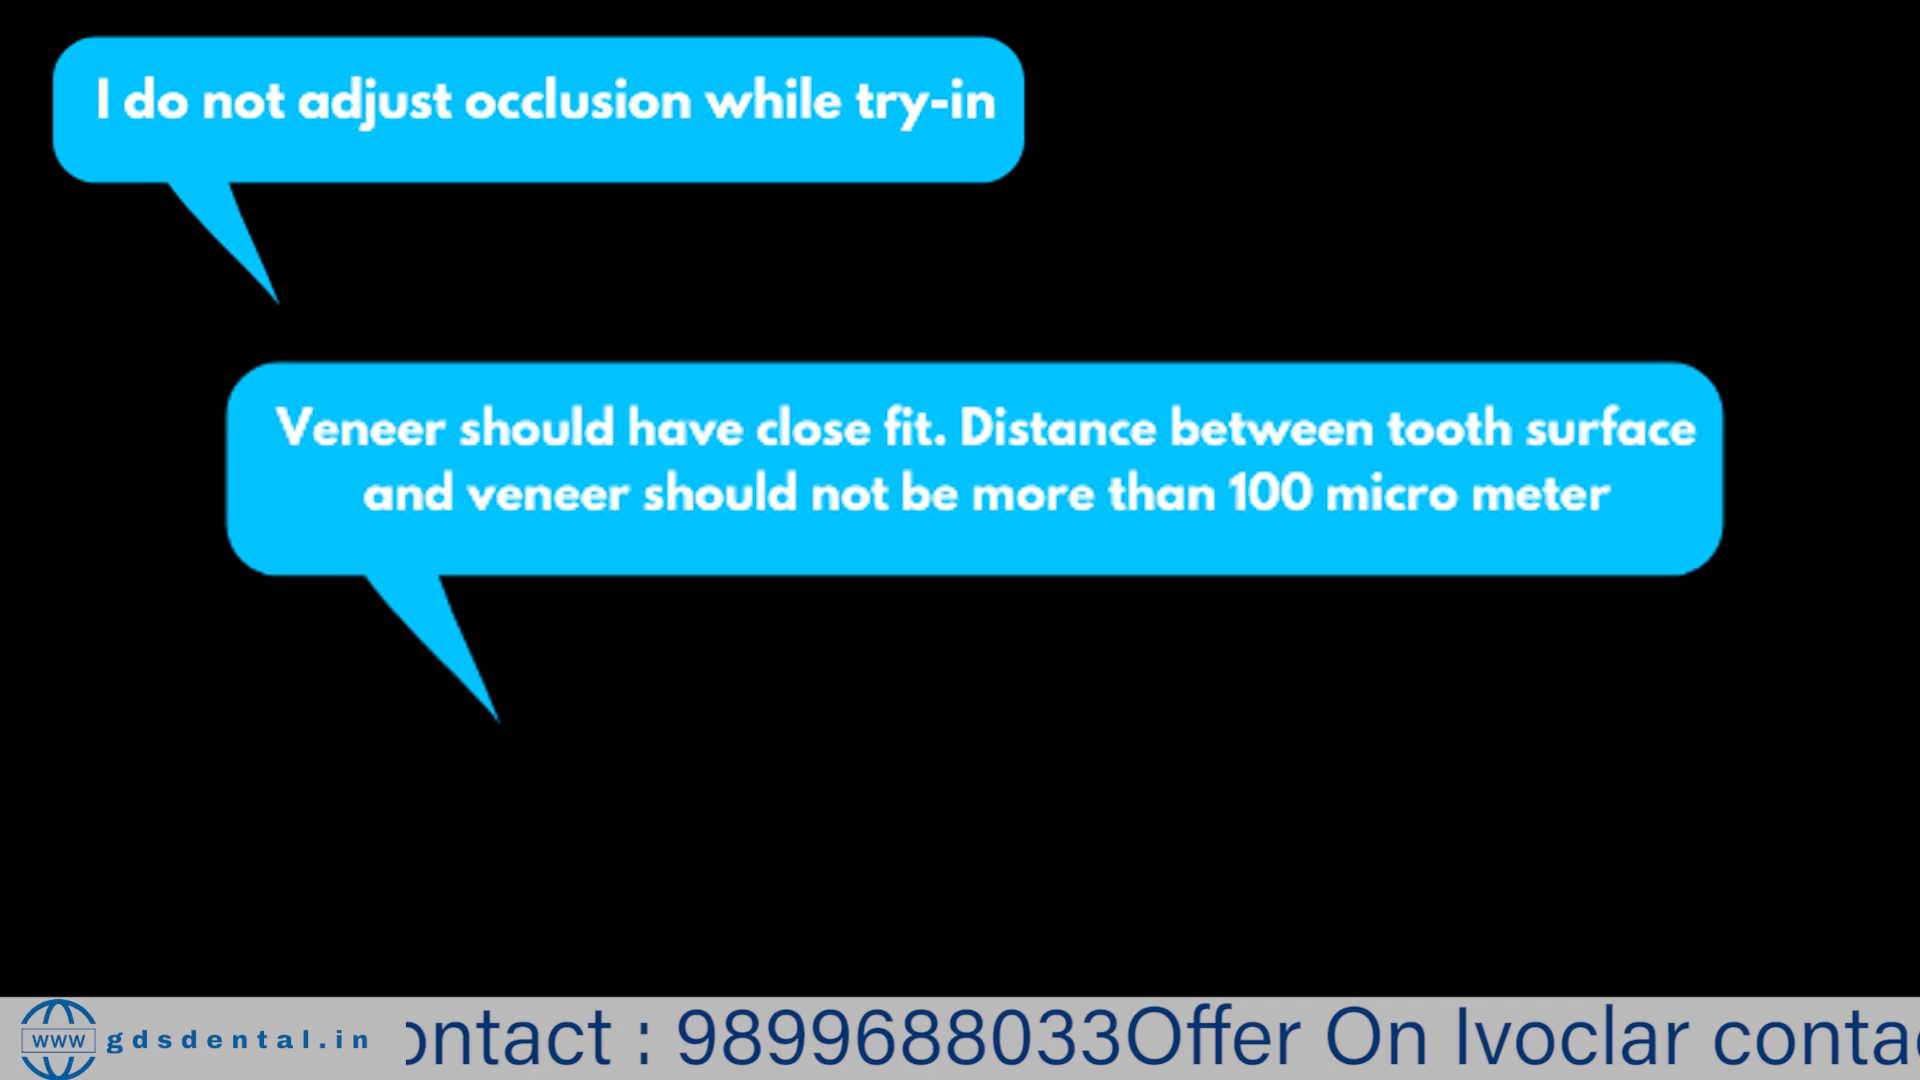 I do not adjust occlusion while try-in
Veneer should have close fit. Distance between tooth surface
and veneer should not be more than 100 micro meter
www gdsdental.in
ontact : 9899688033Offer On Ivoclar contac